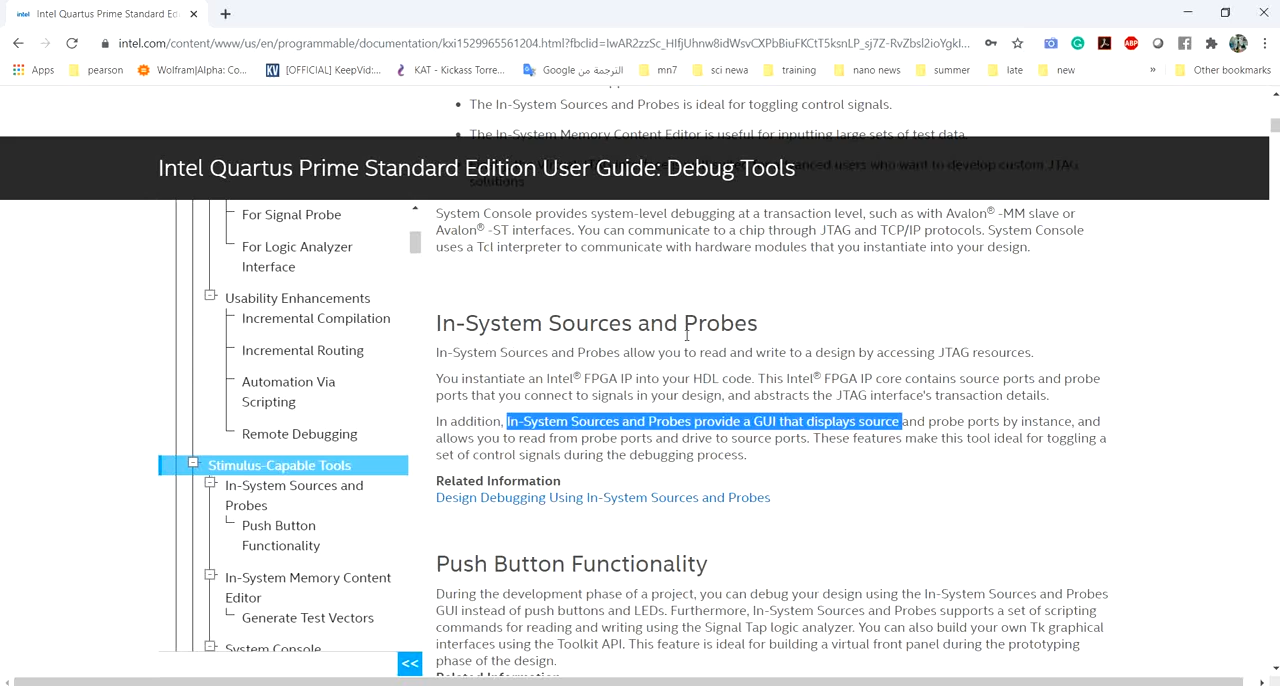 intel Intel Quartus Prime Standard Ed
intel.com/content/www/us/en/programmable/documentation/kxi1529965561204.html?fbclid=IwAR2zzSc_HIfjUhnw8idWsvCXPbBiuFKCtT5ksnLP_sj7Z-RvZbsl2ioYgkl...
Apps pearson Wolfram|Alpha: Co... [OFFICIAL] KeepVid:... KAT - Kickass Torre... الترجمة من Google mn7 sci newa training nano news summer late new » Other bookmarks
The In-System Sources and Probes is ideal for toggling control signals.
The In-System Memory Content Editor is useful for inputting large sets of test data.
Intel Quartus Prime Standard Edition User Guide: Debug Tools
For Signal Probe
For Logic Analyzer
Interface
Usability Enhancements
Incremental Compilation
Incremental Routing
Automation Via
Scripting
Remote Debugging
Stimulus-Capable Tools
In-System Sources and
Probes
Push Button
Functionality
In-System Memory Content
Editor
Generate Test Vectors
System Console
<<
System Console provides system-level debugging at a transaction level, such as with Avalon® -MM slave or
Avalon® -ST interfaces. You can communicate to a chip through JTAG and TCP/IP protocols. System Console
uses a Tcl interpreter to communicate with hardware modules that you instantiate into your design.
In-System Sources and Probes
In-System Sources and Probes allow you to read and write to a design by accessing JTAG resources.
You instantiate an Intel® FPGA IP into your HDL code. This Intel® FPGA IP core contains source ports and probe
ports that you connect to signals in your design, and abstracts the JTAG interface's transaction details.
In addition, In-System Sources and Probes provide a GUI that displays source and probe ports by instance, and
allows you to read from probe ports and drive to source ports. These features make this tool ideal for toggling a
set of control signals during the debugging process.
Related Information
Design Debugging Using In-System Sources and Probes
Push Button Functionality
During the development phase of a project, you can debug your design using the In-System Sources and Probes
GUI instead of push buttons and LEDs. Furthermore, In-System Sources and Probes supports a set of scripting
commands for reading and writing using the Signal Tap logic analyzer. You can also build your own Tk graphical
interfaces using the Toolkit API. This feature is ideal for building a virtual front panel during the prototyping
phase of the design.
Related Information